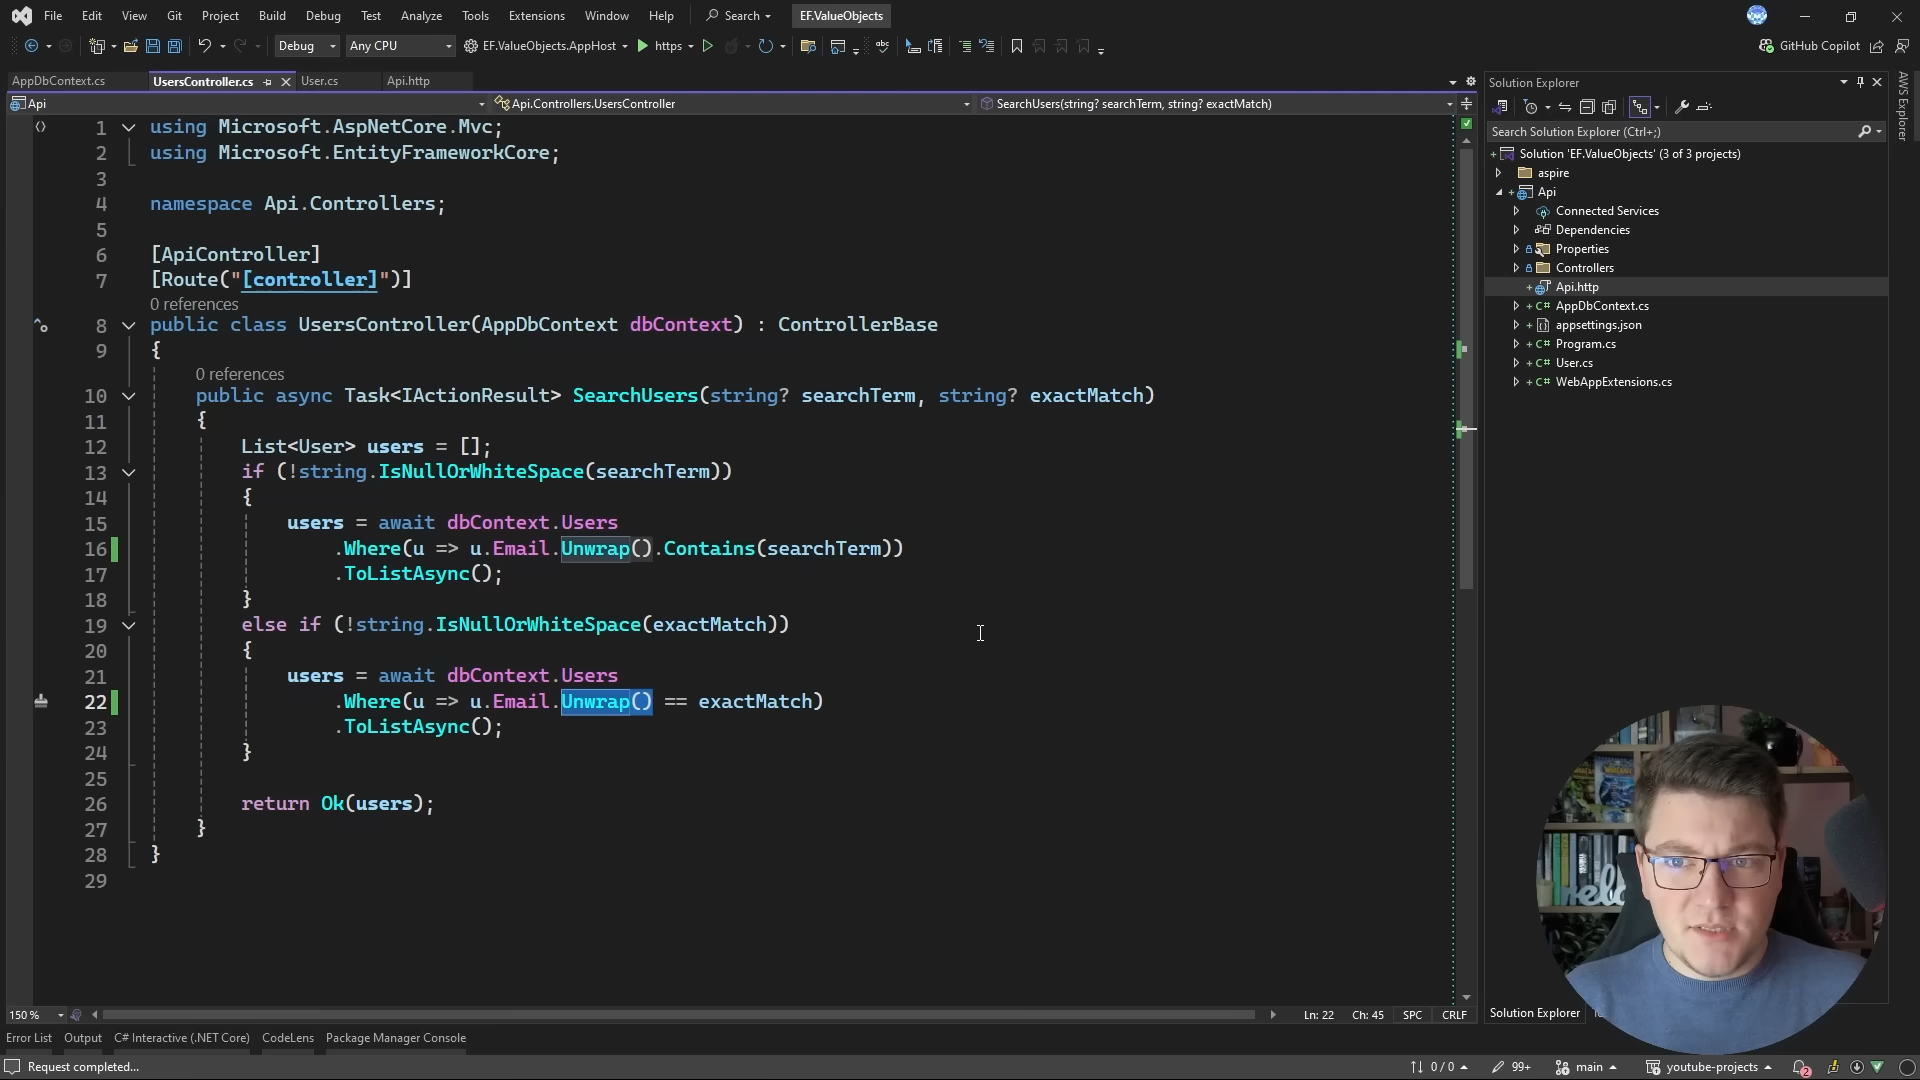 File Edit View Git Project Build Debug Test Analyze Tools Extensions Window Help Search EF.ValueObjects
Debug Any CPU EF.ValueObjects.AppHost https GitHub Copilot
AppDbContext.cs UsersController.cs User.cs Api.http
Api Api.Controllers.UsersController SearchUsers(string? searchTerm, string? exactMatch)
1 using Microsoft.AspNetCore.Mvc;
2 using Microsoft.EntityFrameworkCore;
3
4 namespace Api.Controllers;
5
6 [ApiController]
7 [Route("[controller]")]
0 references
8 public class UsersController(AppDbContext dbContext) : ControllerBase
9 {
0 references
10 public async Task<IActionResult> SearchUsers(string? searchTerm, string? exactMatch)
11 {
12 List<User> users = [];
13 if (!string.IsNullOrWhiteSpace(searchTerm))
14 {
15 users = await dbContext.Users
16 .Where(u => u.Email.Unwrap().Contains(searchTerm))
17 .ToListAsync();
18 }
19 else if (!string.IsNullOrWhiteSpace(exactMatch))
20 {
21 users = await dbContext.Users
22 .Where(u => u.Email.Unwrap() == exactMatch)
23 .ToListAsync();
24 }
25
26 return Ok(users);
27 }
28 }
29
150 % Ln: 22 Ch: 45 SPC CRLF
Solution Explorer
Search Solution Explorer (Ctrl+;)
Solution 'EF.ValueObjects' (3 of 3 projects)
aspire
Api
Connected Services
Dependencies
Properties
Controllers
Api.http
C# AppDbContext.cs
appsettings.json
C# Program.cs
C# User.cs
C# WebAppExtensions.cs
Solution Explorer
AWS Explorer
Error List Output C# Interactive (.NET Core) CodeLens Package Manager Console
Request completed... 0 / 0 99+ main youtube-projects 2